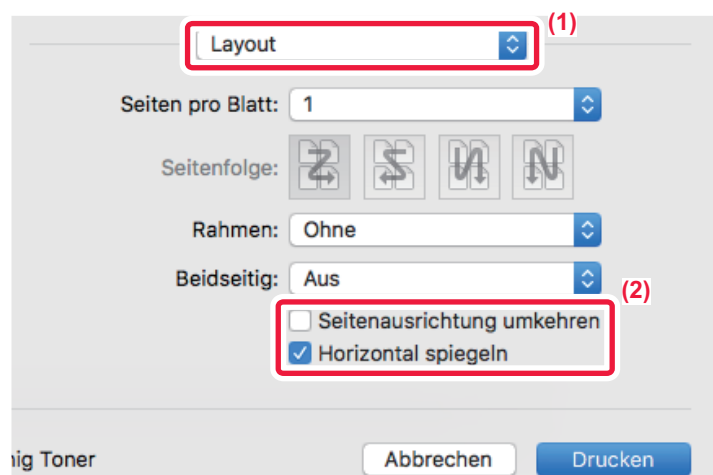 (1)
Layout
Seiten pro Blatt: 1
Seitenfolge:
Rahmen: Ohne
Beidseitig: Aus
(2)
Seitenausrichtung umkehren
Horizontal spiegeln
nig Toner Abbrechen Drucken